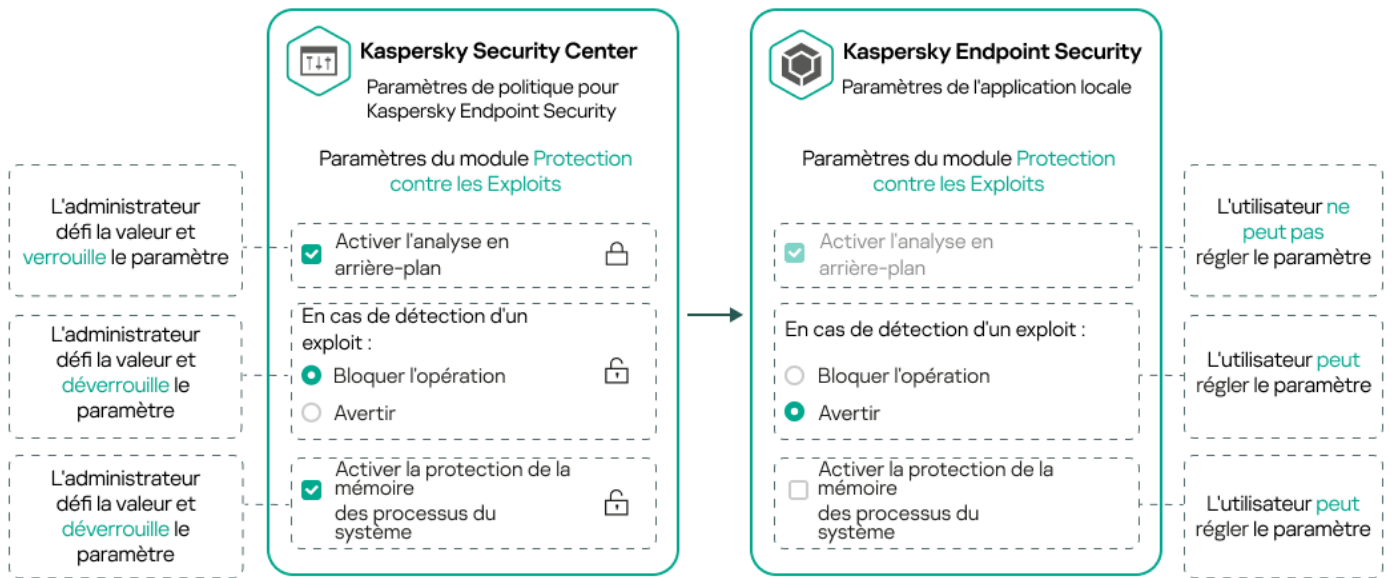 Kaspersky Security Center
Paramètres de politique pour
Kaspersky Endpoint Security
Paramètres du module Protection
contre les Exploits
L'administrateur
défi la valeur et
verrouille le paramètre
Activer l'analyse en
arrière-plan
L'administrateur
défi la valeur et
déverrouille le
paramètre
En cas de détection d'un
exploit :
Bloquer l'opération
Avertir
L'administrateur
défi la valeur et
déverrouille le
paramètre
Activer la protection de la
mémoire
des processus du
système
Kaspersky Endpoint Security
Paramètres de l'application locale
Paramètres du module Protection
contre les Exploits
Activer l'analyse en
arrière-plan
L'utilisateur ne
peut pas
régler le paramètre
En cas de détection d'un exploit :
Bloquer l'opération
Avertir
L'utilisateur peut
régler le paramètre
Activer la protection de la
mémoire
des processus du
système
L'utilisateur peut
régler le paramètre